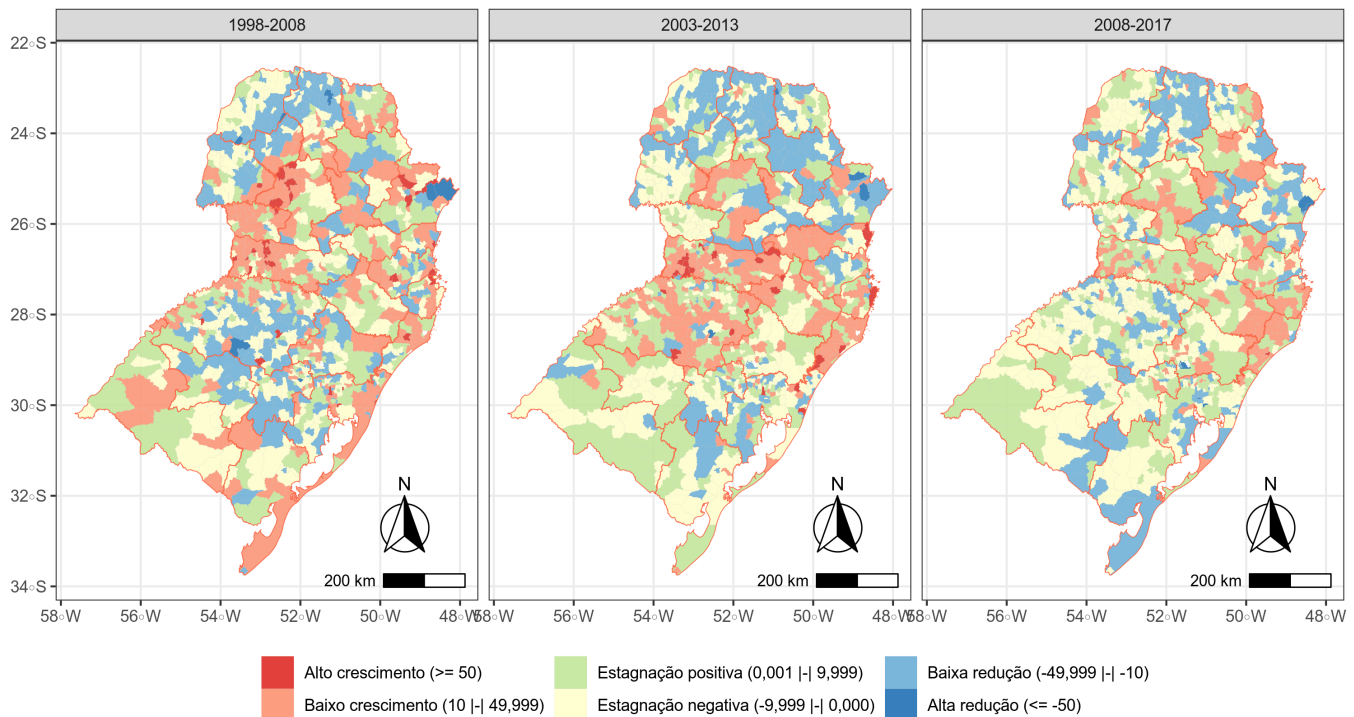 1998-2008
2003-2013
2008-2017
22◦S
24◦S
26◦S
28◦S
30◦S
32◦S
34◦S
N
200 km
N
200 km
N
200 km
58◦W 56◦W 54◦W 52◦W 50◦W 48◦W
58◦W 56◦W 54◦W 52◦W 50◦W 48◦W
58◦W 56◦W 54◦W 52◦W 50◦W 48◦W
Alto crescimento (>= 50)
Baixo crescimento (10 |-| 49,999)
Estagnação positiva (0,001 |-| 9,999)
Estagnação negativa (-9,999 |-| 0,000)
Baixa redução (-49,999 |-| -10)
Alta redução (<= -50)